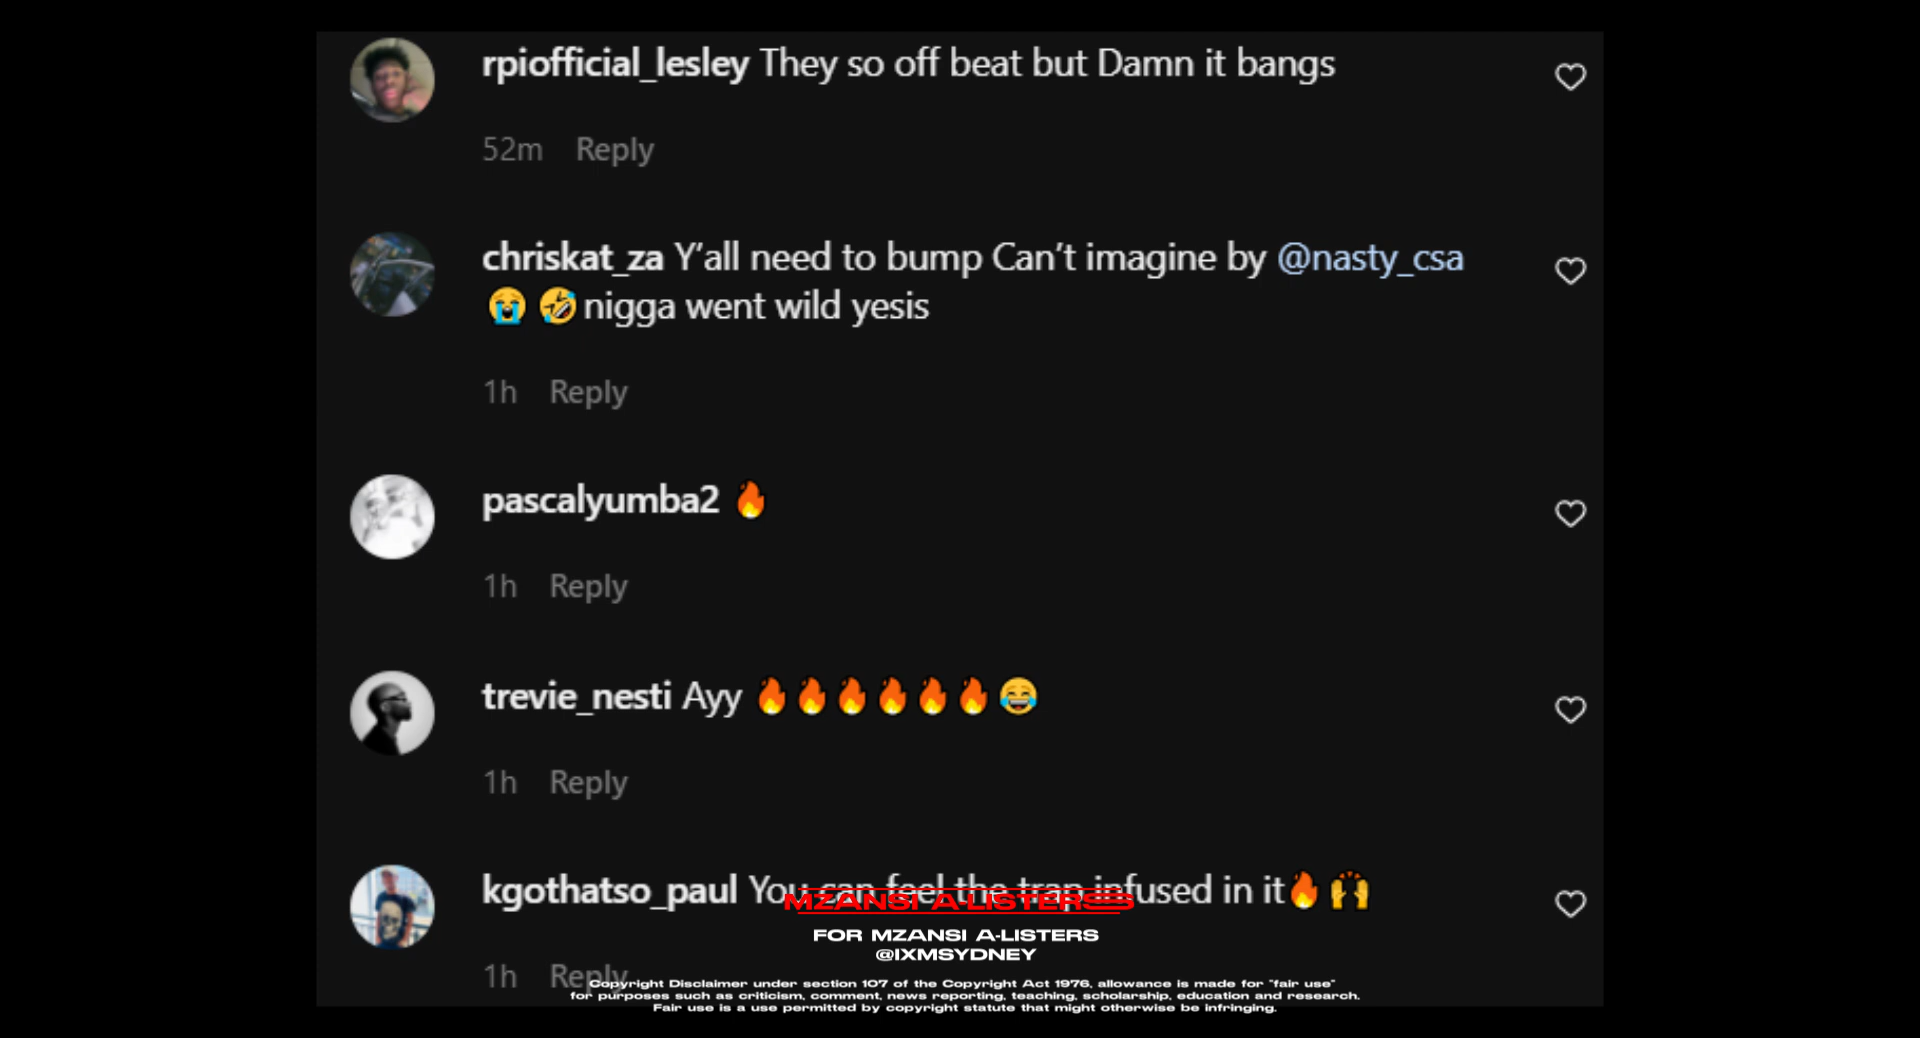 rpiofficial_lesley They so off beat but Damn it bangs
52m Reply
chriskat_za Y’all need to bump Can’t imagine by @nasty_csa
😭 🤣 nigga went wild yesis
1h Reply
pascalyumba2 🔥
1h Reply
trevie_nesti Ayy 🔥🔥🔥🔥🔥🔥😂
1h Reply
kgothatso_paul You can feel the trap infused in it🔥🙌
MZANSI A-LISTERS
FOR MZANSI A-LISTERS
@IXMSYDNEY
1h Reply
Copyright Disclaimer under section 107 of the Copyright Act 1976, allowance is made for "fair use"
for purposes such as criticism, comment, news reporting, teaching, scholarship, education and research.
Fair use is a use permitted by copyright statute that might otherwise be infringing.